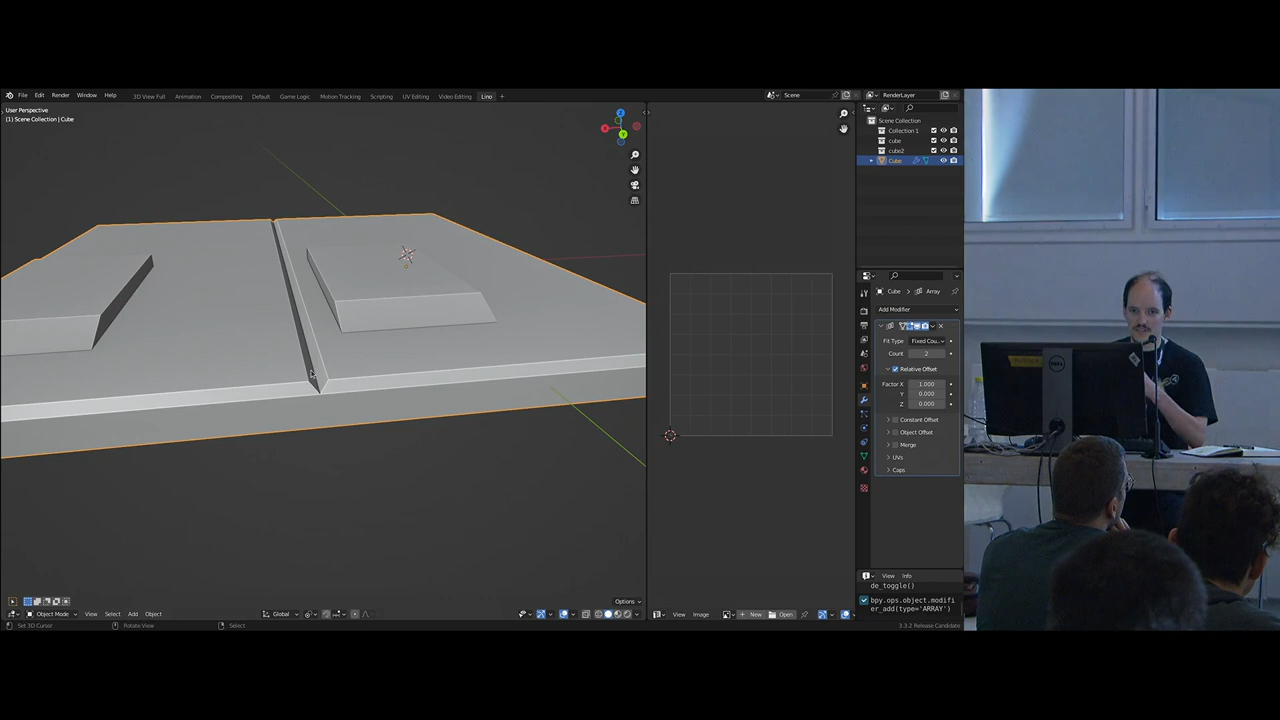 File Edit Render Window Help
3D View Full Animation Compositing Default Game Logic Motion Tracking Scripting UV Editing Video Editing Lino +
Scene
RenderLayer
User Perspective
(1) Scene Collection | Cube
Scene Collection
Collection 1
cube
cube2
Cube
Cube > Array
Add Modifier
Fit Type Fixed Cou..
Count 2
Relative Offset
Factor X 1.000
Y 0.000
Z 0.000
Constant Offset
Object Offset
Merge
UVs
Caps
View Info
de_toggle()
bpy.ops.object.modifi
er_add(type='ARRAY')
Options
Object Mode View Select Add Object
Global
View Image
New Open
Set 3D Cursor
Rotate View
Select
3.3.2 Release Candidate
DELL